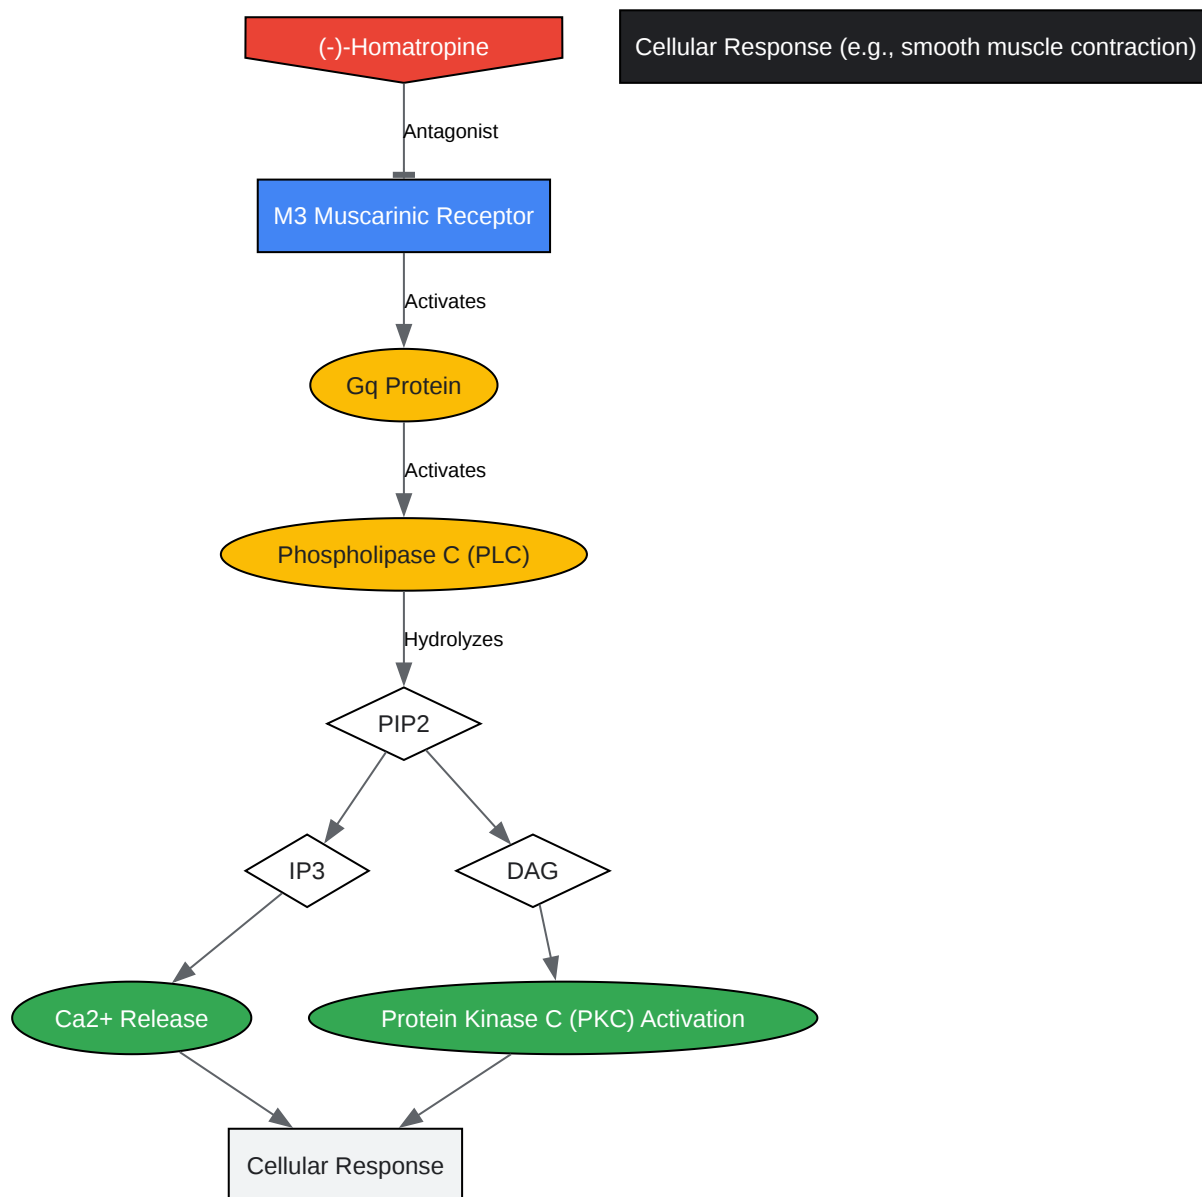 (-)-Homatropine
Cellular Response (e.g., smooth muscle contraction)
Antagonist
M3 Muscarinic Receptor
Activates
Gq Protein
Activates
Phospholipase C (PLC)
Hydrolyzes
PIP2
IP3
DAG
Ca2+ Release
Protein Kinase C (PKC) Activation
Cellular Response